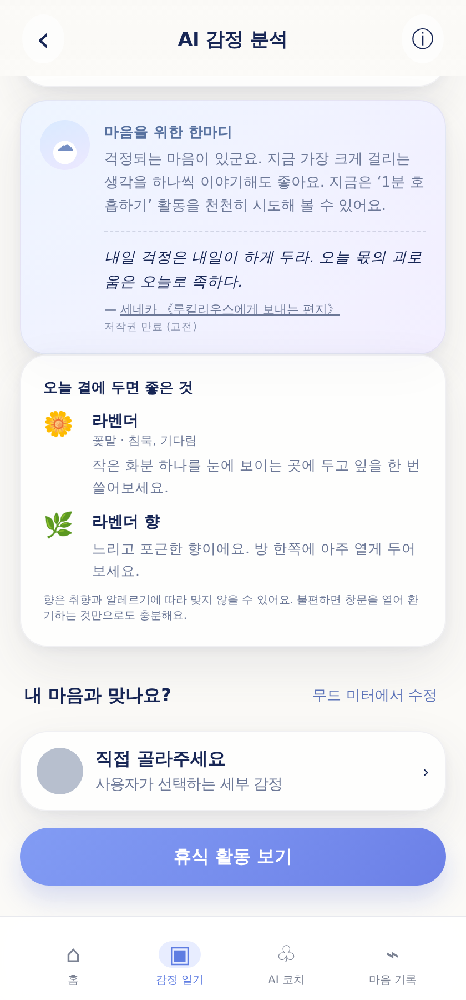 AI 감정 분석
마음을 위한 한마디
걱정되는 마음이 있군요. 지금 가장 크게 걸리는
생각을 하나씩 이야기해도 좋아요. 지금은 ‘1분 호
흡하기’ 활동을 천천히 시도해 볼 수 있어요.
내일 걱정은 내일이 하게 두라. 오늘 몫의 괴로
움은 오늘로 족하다.
— 세네카 《루킬리우스에게 보내는 편지》
저작권 만료 (고전)
오늘 곁에 두면 좋은 것
라벤더
꽃말 · 침묵, 기다림
작은 화분 하나를 눈에 보이는 곳에 두고 잎을 한 번
쓸어보세요.
라벤더 향
느리고 포근한 향이에요. 방 한쪽에 아주 옅게 두어
보세요.
향은 취향과 알레르기에 따라 맞지 않을 수 있어요. 불편하면 창문을 열어 환
기하는 것만으로도 충분해요.
내 마음과 맞나요?
무드 미터에서 수정
직접 골라주세요
사용자가 선택하는 세부 감정
휴식 활동 보기
홈
감정 일기
AI 코치
마음 기록